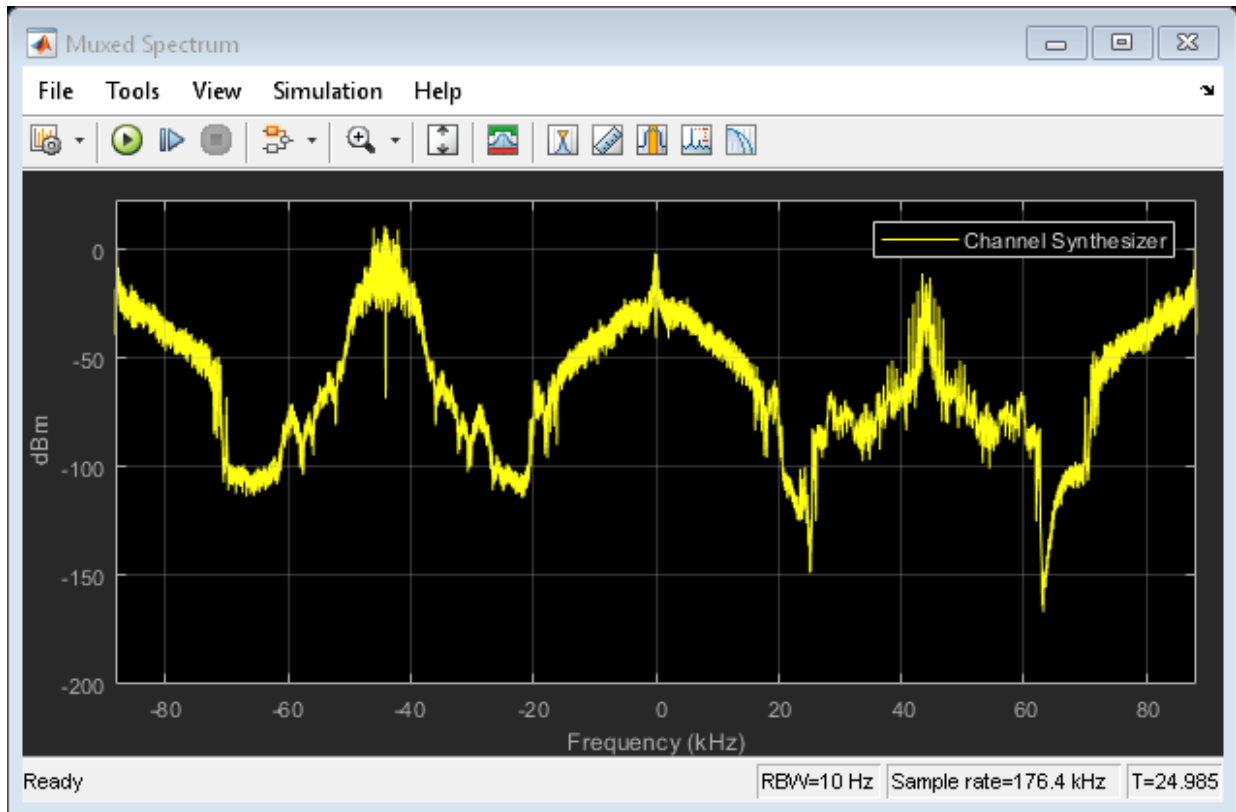 Muxed Spectrum
File Tools View Simulation Help
Channel Synthesizer
0
-50
-100
-150
-200
dBm
-80 -60 -40 -20 0 20 40 60 80
Frequency (kHz)
Ready RBW=10 Hz Sample rate=176.4 kHz T=24.985